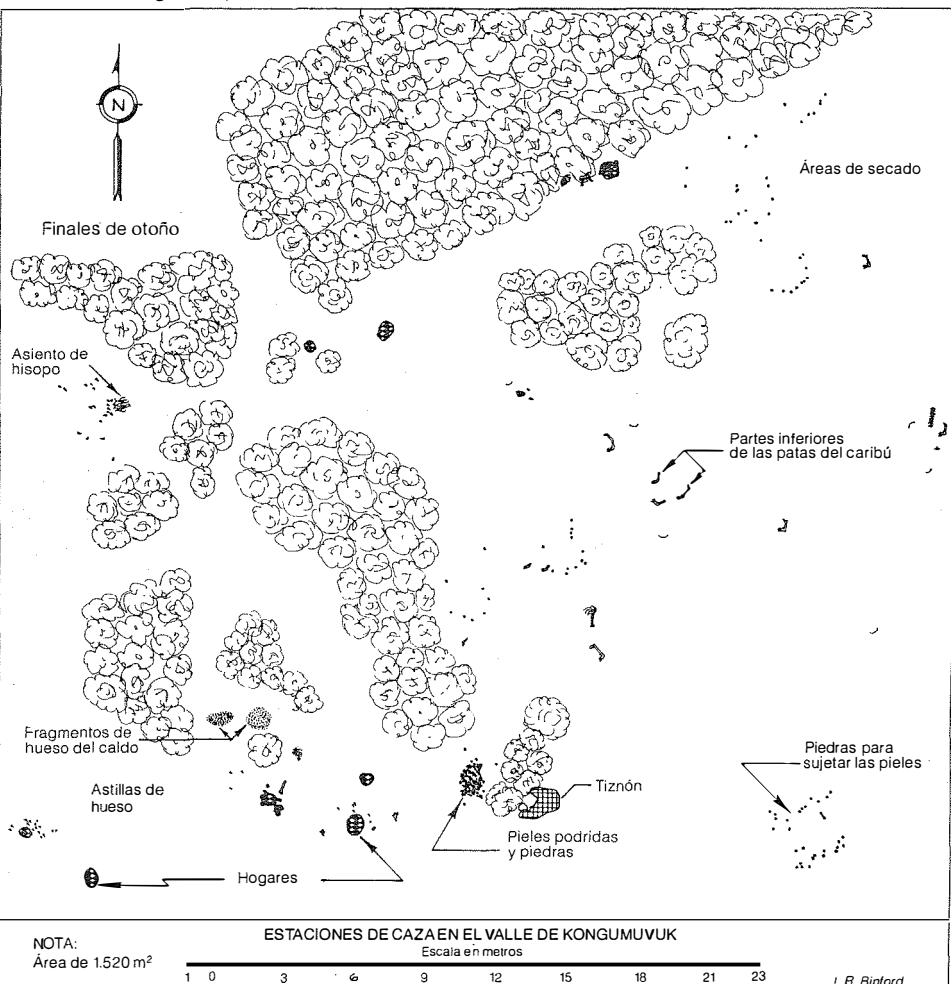 N
Áreas de secado
Finales de otoño
Asiento de
hisopo
Partes inferiores
de las patas del caribú
Fragmentos de
hueso del caldo
Astillas de
hueso
Piedras para
sujetar las pieles
Tiznón
Pieles podridas
y piedras
Hogares
NOTA:
Área de 1.520 m²
ESTACIONES DE CAZA EN EL VALLE DE KONGUMUVUK
Escala en metros
1 0 3 6 9 12 15 18 21 23
L.R. Binford